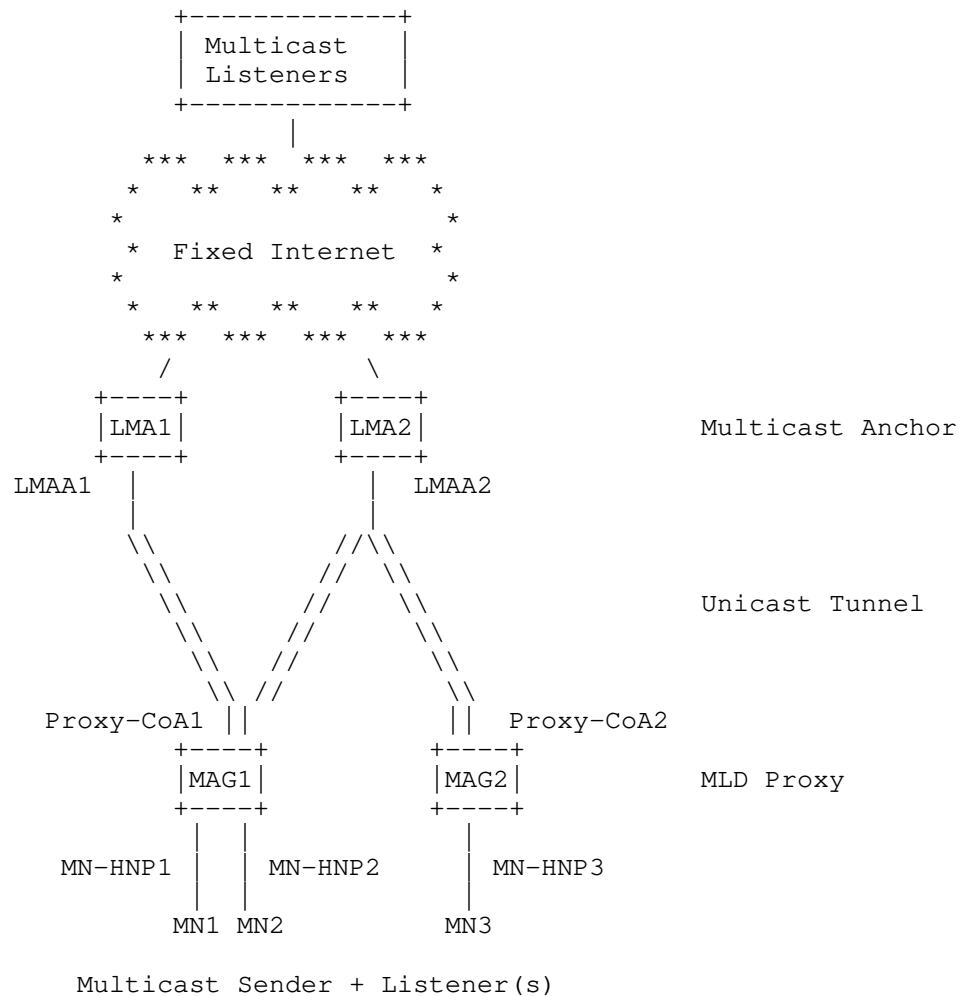 Multicast
Listeners
Fixed Internet
LMA1 LMA2 Multicast Anchor
LMAA1 LMAA2
Unicast Tunnel
Proxy-CoA1 Proxy-CoA2
MAG1 MAG2 MLD Proxy
MN-HNP1 MN-HNP2 MN-HNP3
MN1 MN2 MN3
Multicast Sender + Listener(s)